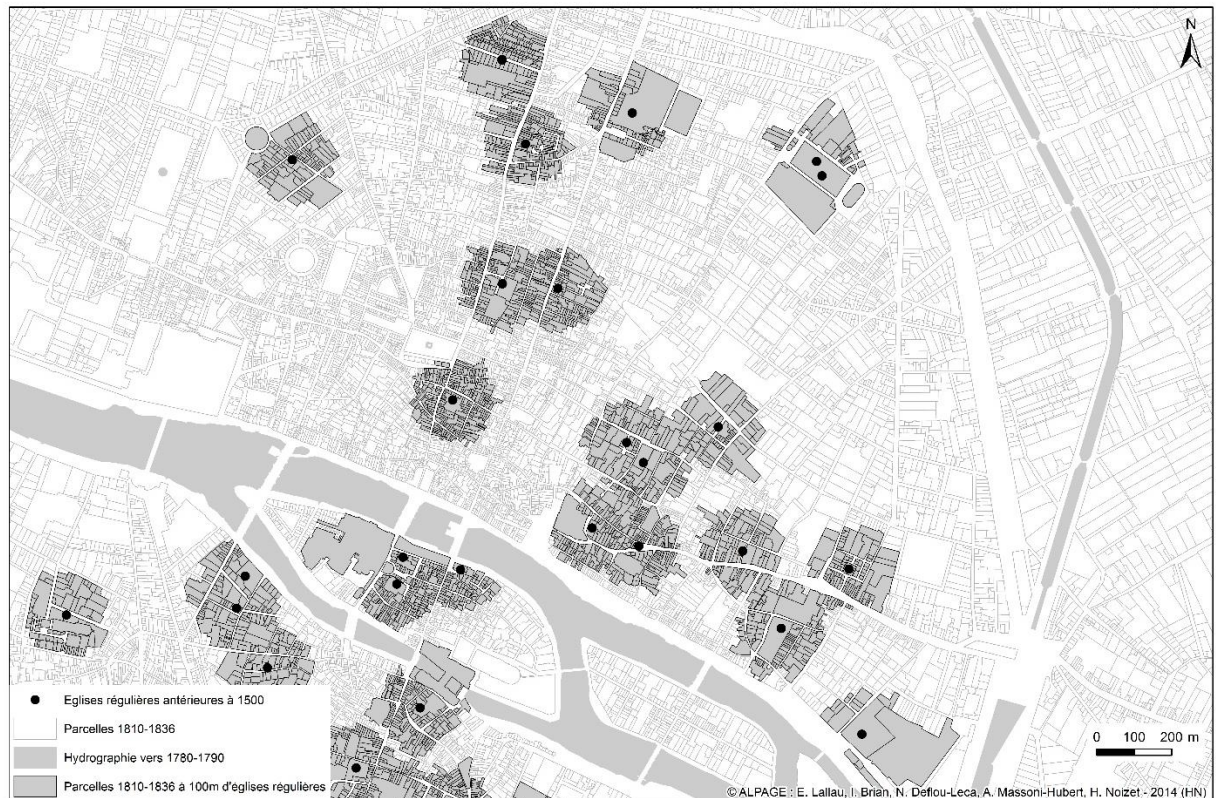 N
Eglises régulières antérieures à 1500
Parcelles 1810-1836
Hydrographie vers 1780-1790
Parcelles 1810-1836 à 100m d'églises régulières
0 100 200 m
© ALPAGE : E. Lallau, I. Brian, N. Deflou-Leca, A. Massoni-Hubert, H. Noizet - 2014 (HN)